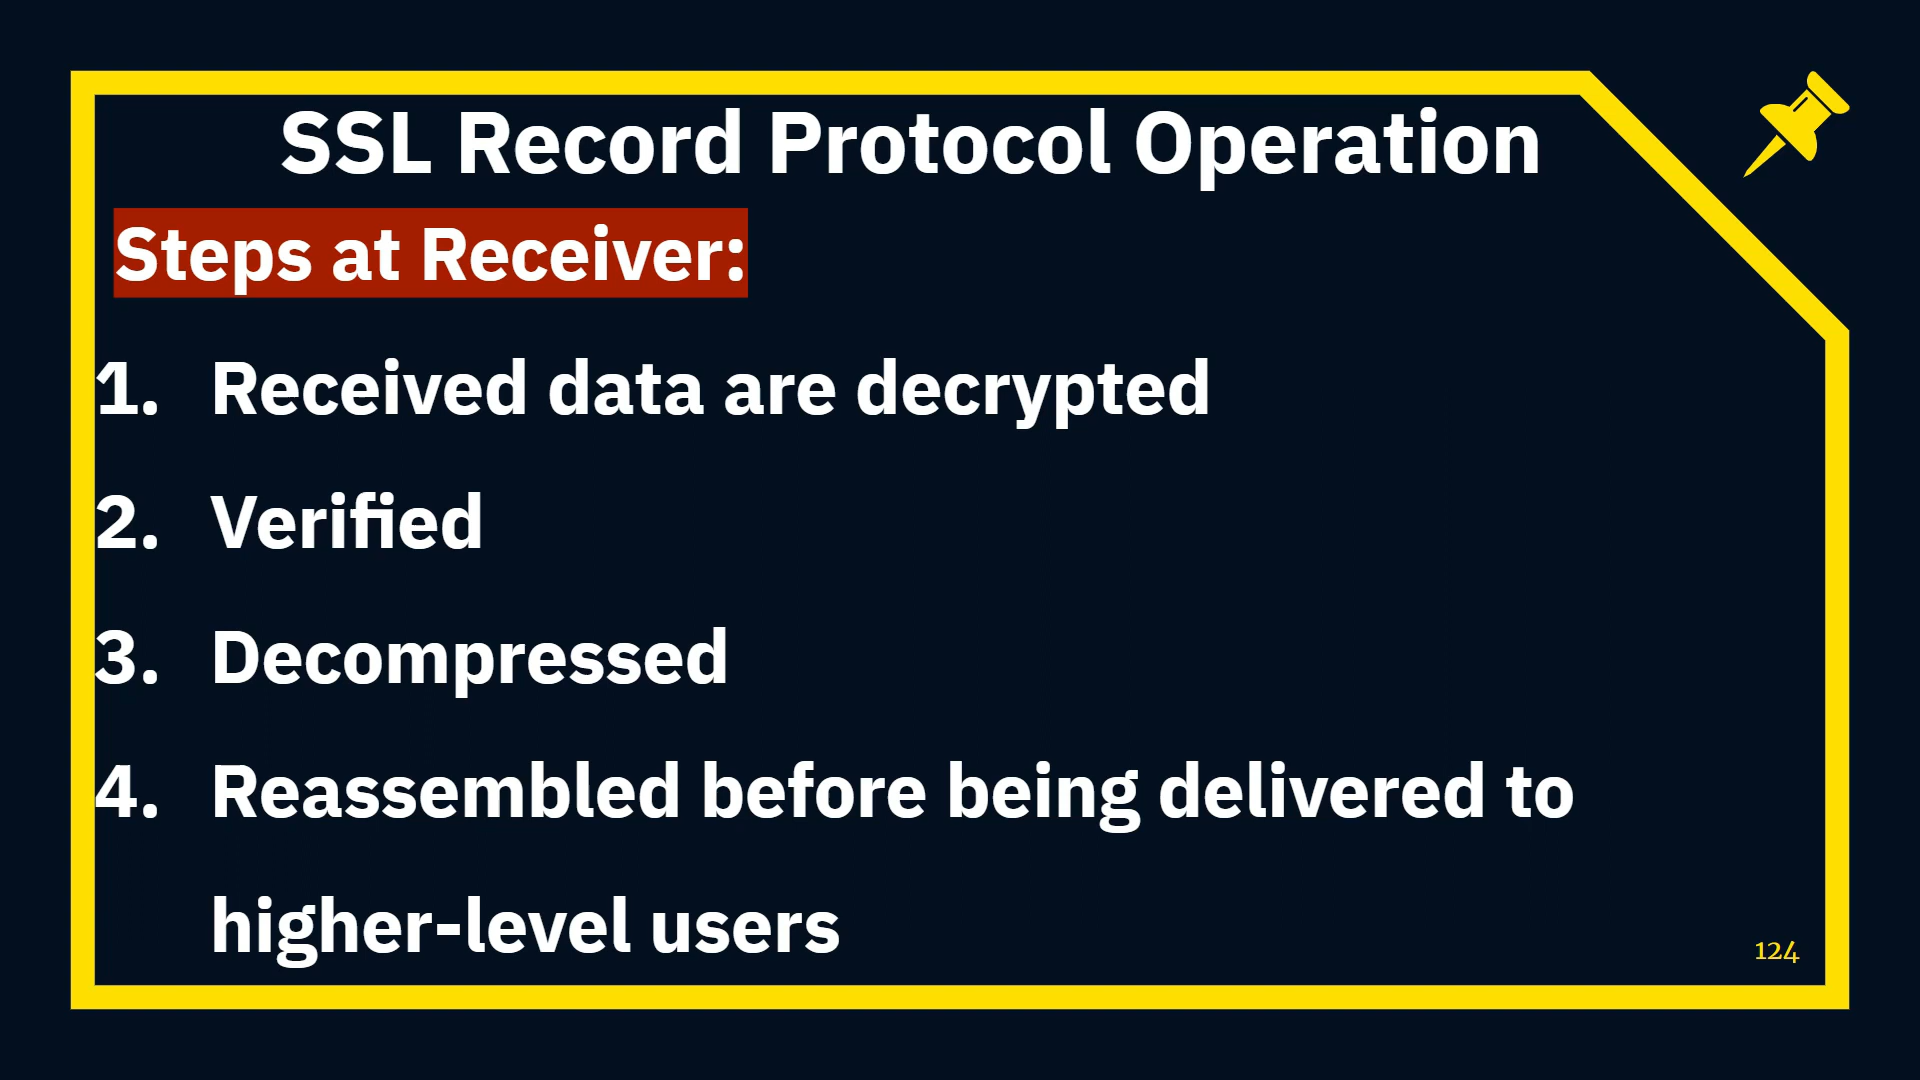 SSL Record Protocol Operation
Steps at Receiver:
1. Received data are decrypted
2. Verified
3. Decompressed
4. Reassembled before being delivered to
higher-level users
124